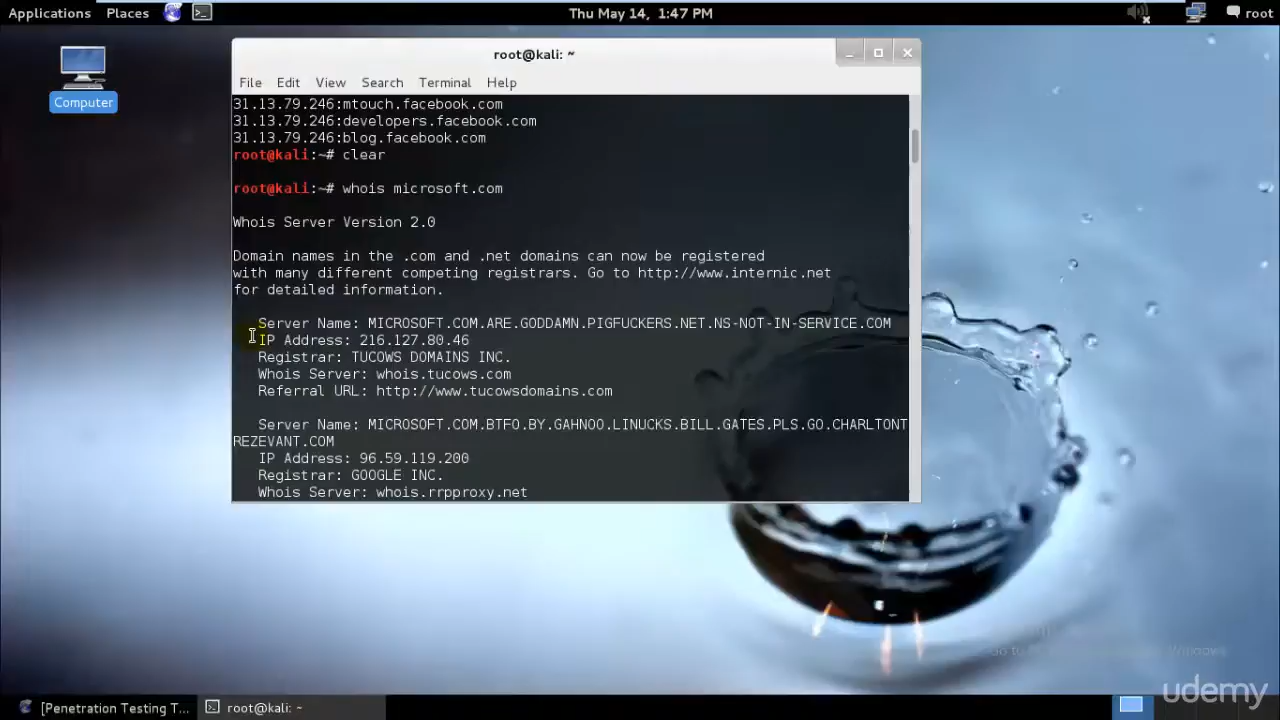 Applications Places Thu May 14, 1:47 PM root
Computer
root@kali: ~
File Edit View Search Terminal Help
31.13.79.246:mtouch.facebook.com
31.13.79.246:developers.facebook.com
31.13.79.246:blog.facebook.com
root@kali:~# clear
root@kali:~# whois microsoft.com
Whois Server Version 2.0
Domain names in the .com and .net domains can now be registered
with many different competing registrars. Go to http://www.internic.net
for detailed information.
Server Name: MICROSOFT.COM.ARE.GODDAMN.PIGFUCKERS.NET.NS-NOT-IN-SERVICE.COM
IP Address: 216.127.80.46
Registrar: TUCOWS DOMAINS INC.
Whois Server: whois.tucows.com
Referral URL: http://www.tucowsdomains.com
Server Name: MICROSOFT.COM.BTFO.BY.GAHNOO.LINUCKS.BILL.GATES.PLS.GO.CHARLTONT
REZEVANT.COM
IP Address: 96.59.119.200
Registrar: GOOGLE INC.
Whois Server: whois.rrpproxy.net
[Penetration Testing T... root@kali: ~
udemy